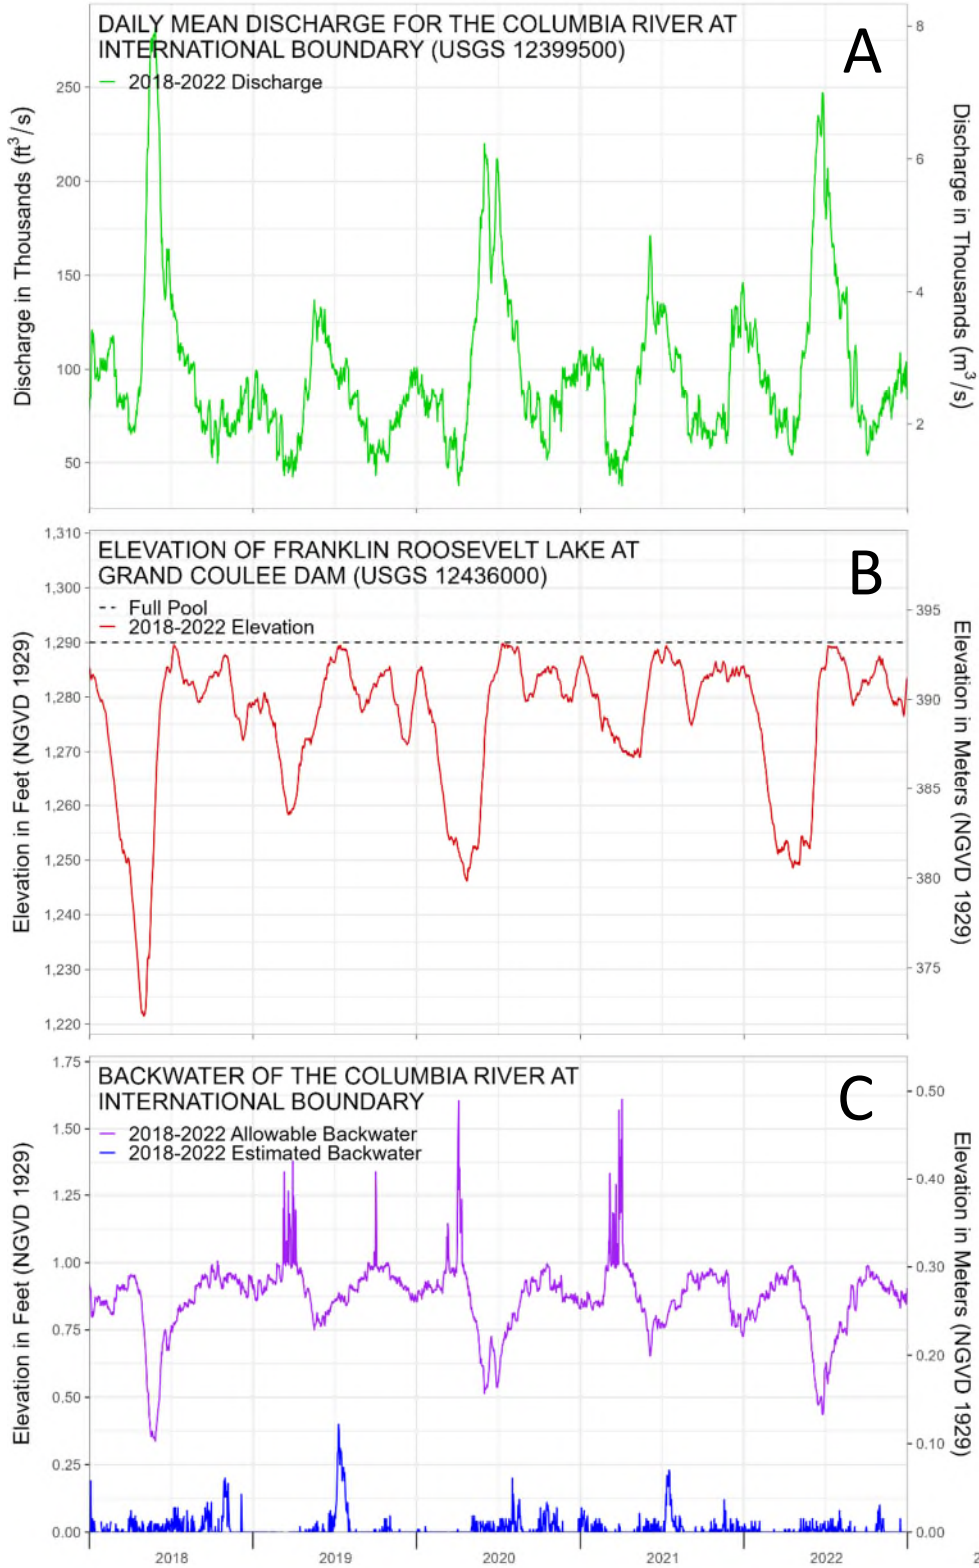 DAILY MEAN DISCHARGE FOR THE COLUMBIA RIVER AT
INTERNATIONAL BOUNDARY (USGS 12399500)
A
2018-2022 Discharge
Discharge in Thousands (ft³/s)
250
200
150
100
50
Discharge in Thousands (m³/s)
8
6
4
2
ELEVATION OF FRANKLIN ROOSEVELT LAKE AT
GRAND COULEE DAM (USGS 12436000)
B
Full Pool
2018-2022 Elevation
Elevation in Feet (NGVD 1929)
1,310
1,300
1,290
1,280
1,270
1,260
1,250
1,240
1,230
1,220
Elevation in Meters (NGVD 1929)
395
390
385
380
375
BACKWATER OF THE COLUMBIA RIVER AT
INTERNATIONAL BOUNDARY
C
2018-2022 Allowable Backwater
2018-2022 Estimated Backwater
Elevation in Feet (NGVD 1929)
1.75
1.50
1.25
1.00
0.75
0.50
0.25
0.00
Elevation in Meters (NGVD 1929)
0.50
0.40
0.30
0.20
0.10
0.00
2018 2019 2020 2021 2022 2